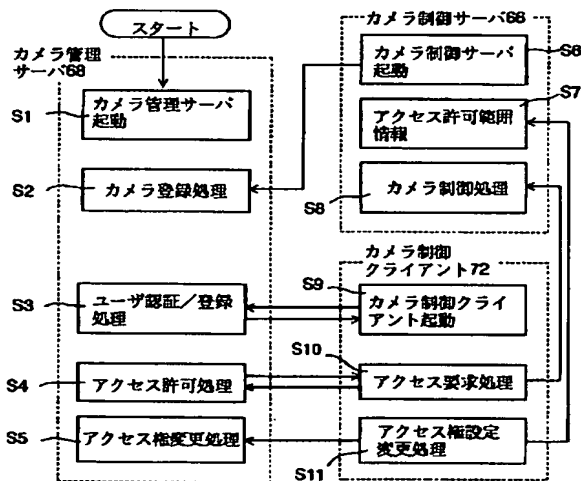 スタート
カメラ管理
サーバ68
S1
カメラ管理サーバ
起動
S2
カメラ登録処理
S3
ユーザ認証/登録
処理
S4
アクセス許可処理
S5
アクセス権変更処理
カメラ制御サーバ66
S6
カメラ制御サーバ
起動
S7
アクセス許可範囲
情報
S8
カメラ制御処理
カメラ制御
クライアント72
S9
カメラ制御クライ
アント起動
S10
アクセス要求処理
アクセス権設定
変更処理
S11